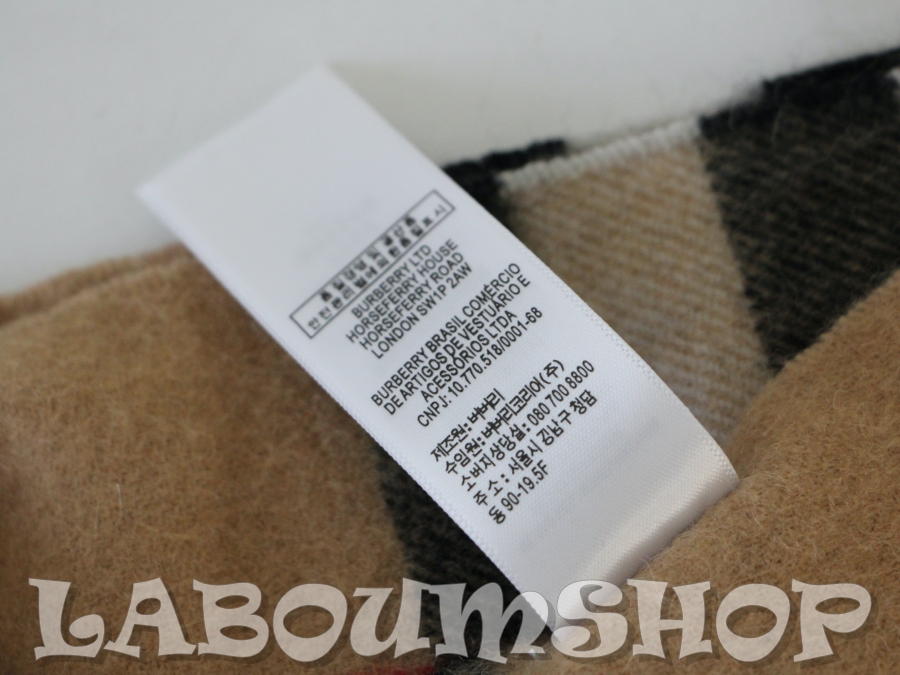 BURBERRY LTD
HORSEFERRY HOUSE
HORSEFERRY ROAD
LONDON SW1P 2AW
BURBERRY BRASIL COMÉRCIO
DE ARTIGOS DE VESTUÁRIO E
ACESSÓRIOS LTDA
CNPJ: 10.770.518/0001-68
제조원: 버버리
수입원: 버버리코리아(주)
소비자상담실: 080 700 8800
주 소 : 서울시 강남구 청담
동 90-19.5F
LABOUMSHOP